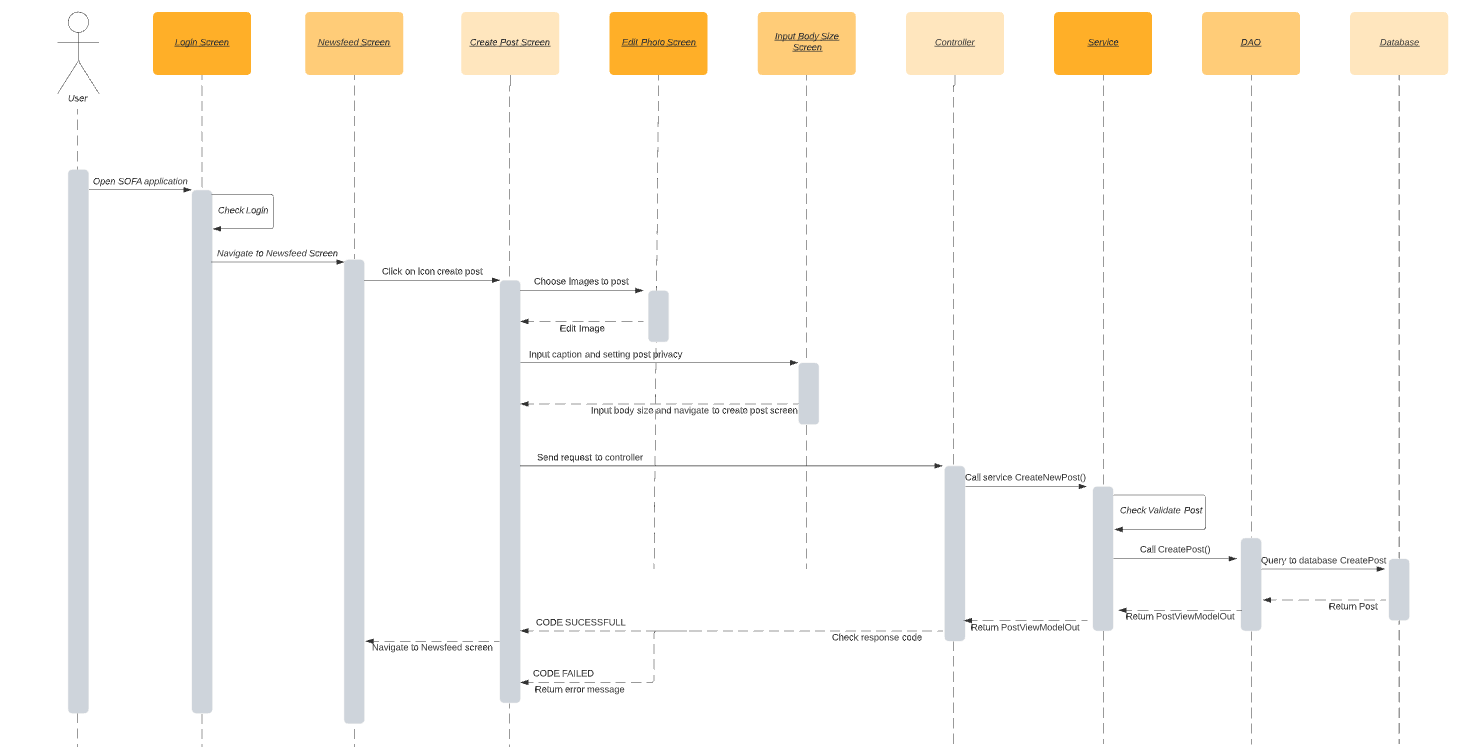 Login Screen
Newsfeed Screen
Create Post Screen
Edit Photo Screen
Input Body Size
Screen
Controller
Service
DAO
Database
User
Open SOFA application
Check Login
Navigate to Newsfeed Screen
Click on Icon create post
Choose Images to post
Edit Image
Input caption and setting post privacy
Input body size and navigate to create post screen
Send request to controller
Call service CreateNewPost()
Check Validate Post
Call CreatePost()
Query to database CreatePost
Return Post
Return PostViewModelOut
Return PostViewModelOut
CODE SUCESSFULL
Check response code
Navigate to Newsfeed screen
CODE FAILED
Return error message